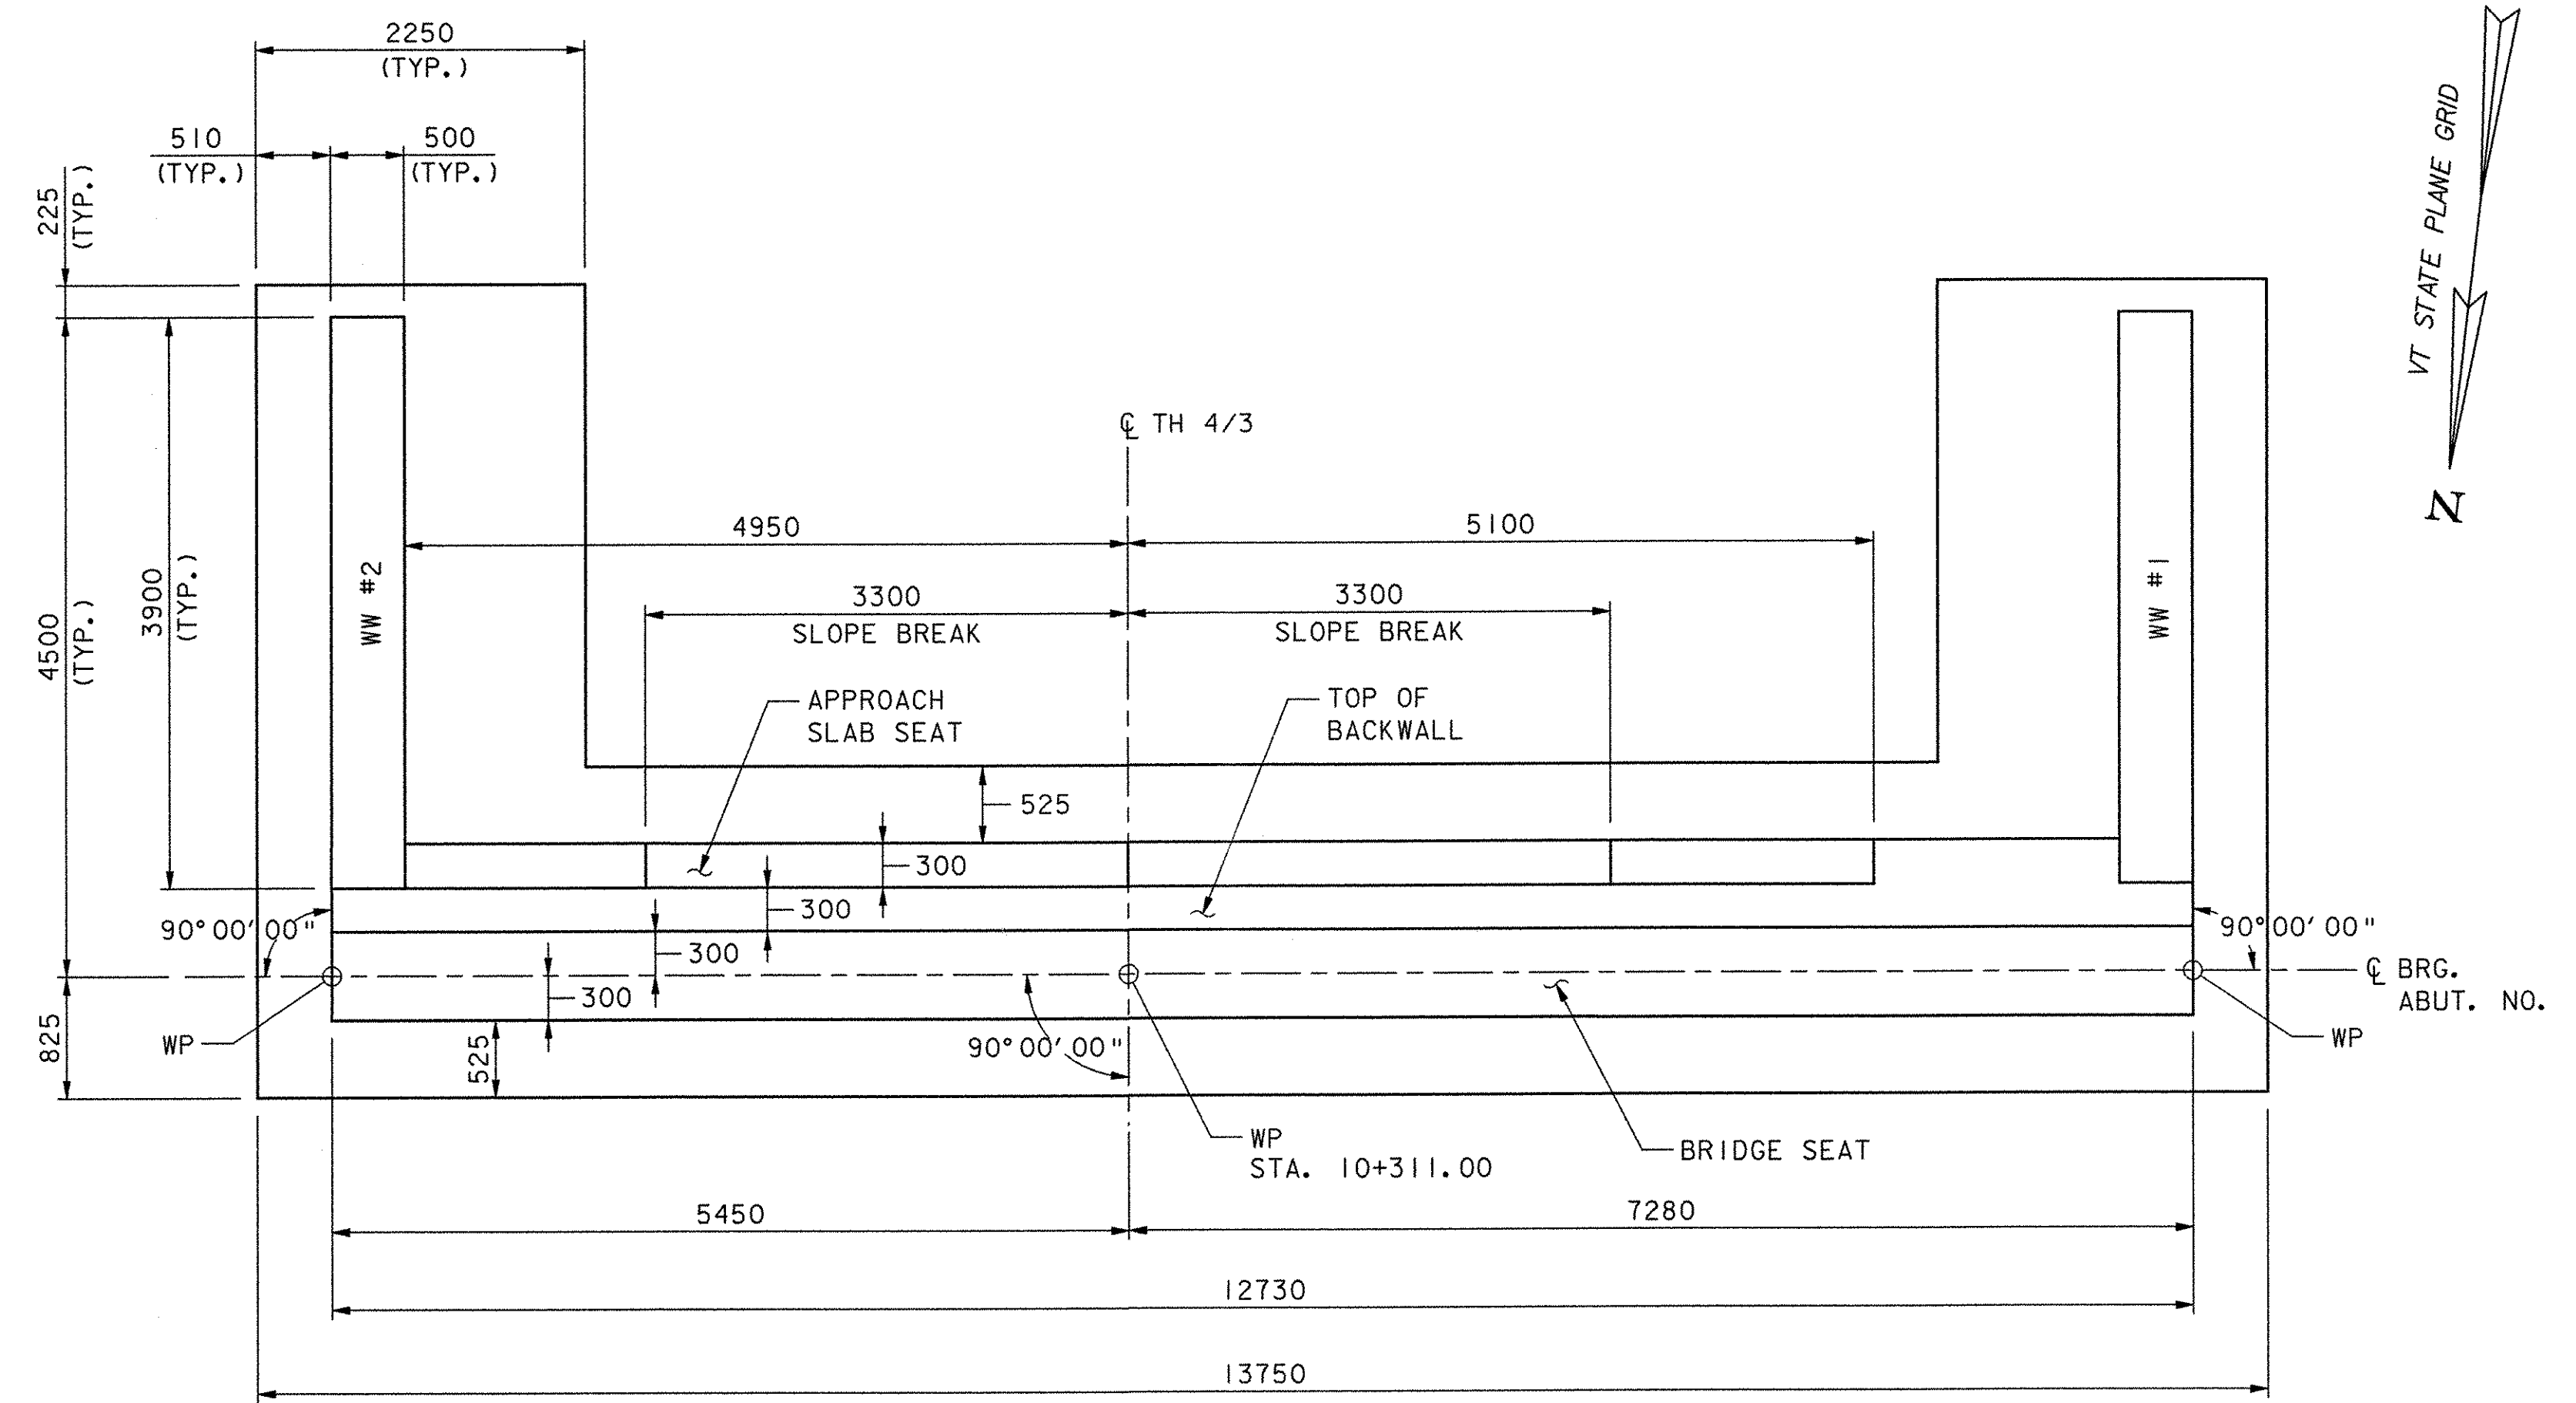 2250
(TYP.)
510
(TYP.)
500
(TYP.)
225
(TYP.)
VT STATE PLANE GRID
N
℄ TH 4/3
4950
5100
3300
SLOPE BREAK
3300
SLOPE BREAK
WW #2
WW #1
3900
(TYP.)
4500
(TYP.)
APPROACH
SLAB SEAT
TOP OF
BACKWALL
525
300
300
300
300
90°00'00"
90°00'00"
℄ BRG.
ABUT. NO.
825
WP
525
90°00'00"
WP
WP
STA. 10+311.00
BRIDGE SEAT
5450
7280
12730
13750